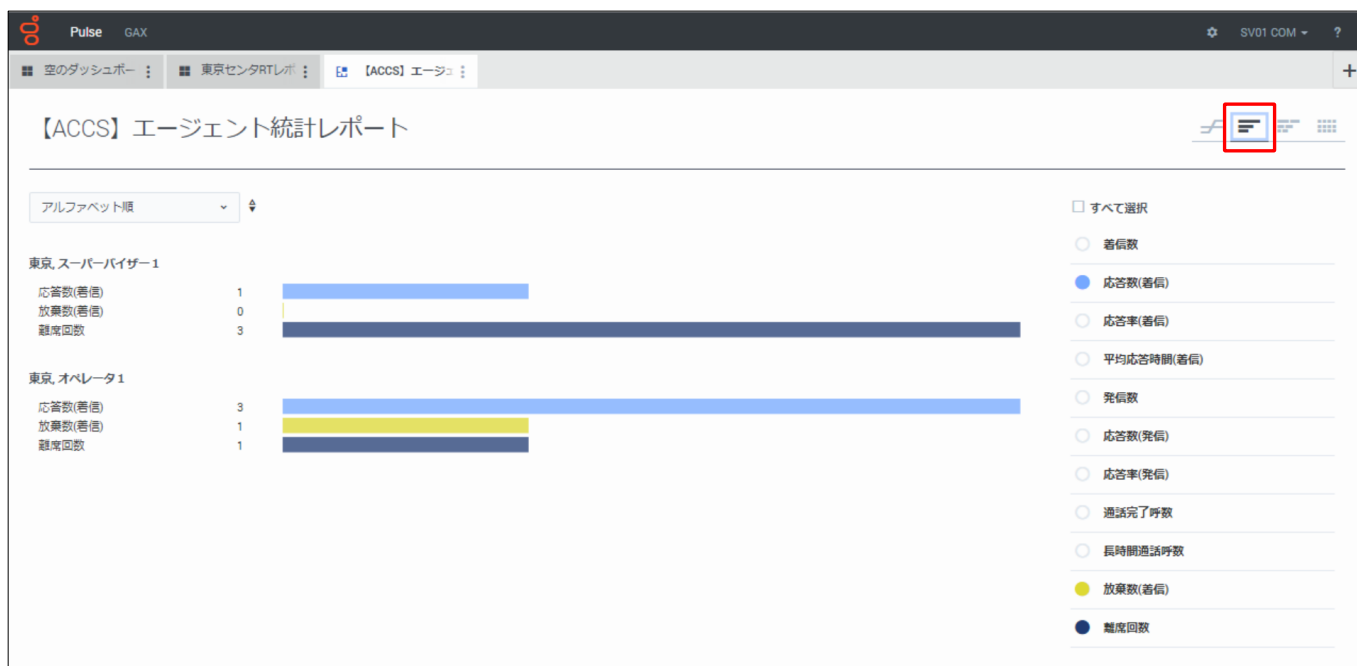 Pulse GAX SV01 COM ?
空のダッシュボー 東京センタRTレポ 【ACCS】エージェ +
【ACCS】エージェント統計レポート
アルファベット順
東京, スーパーバイザー1
応答数(着信) 1
放棄数(着信) 0
離席回数 3
東京, オペレータ1
応答数(着信) 3
放棄数(着信) 1
離席回数 1
すべて選択
着信数
応答数(着信)
応答率(着信)
平均応答時間(着信)
発信数
応答数(発信)
応答率(発信)
通話完了呼数
長時間通話呼数
放棄数(着信)
離席回数